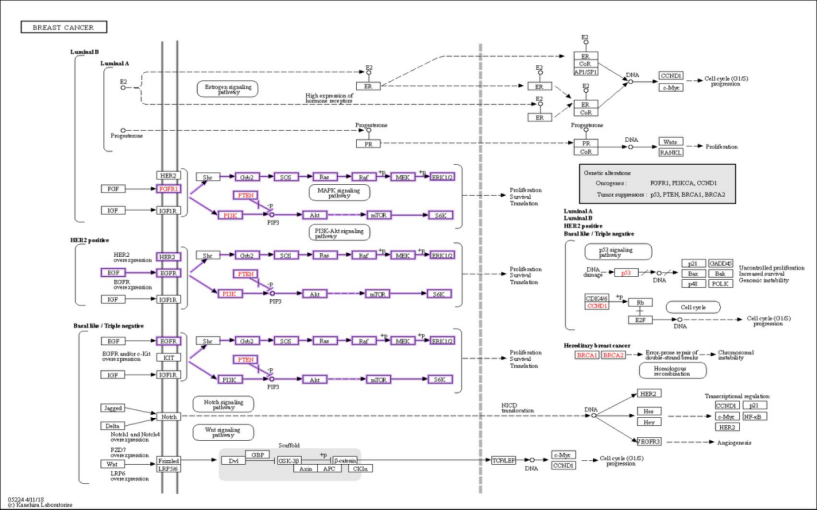 BREAST CANCER
Luminal B
Luminal A
E2
Estrogen signaling
pathway
High expression of
hormone receptors
E2
ER
E2
ER
E2
ER
E2
ER
CoR
AP1/SP1
E2
ER
CoR
DNA
CCND1
c-Myc
Cell cycle (G1/S)
progression
Progesterone
Progesterone
PR
Progesterone
PR
CoR
DNA
Wnts
RANKL
Proliferation
HER2
FGF
FGFR1
IGF
IGF1R
Shc
Grb2
SOS
Ras
Raf
+p
MEK
+p
ERK1/2
PTEN
MAPK signaling
pathway
-p
PI3K
PIP3
Akt
mTOR
S6K
PI3K-Akt signaling
pathway
Proliferation
Survival
Translation
Genetic alterations
Oncogenes : FGFR1, PIK3CA, CCND1
Tumor suppressors : p53, PTEN, BRCA1, BRCA2
HER2 positive
HER2
overexpression
HER2
EGF
EGFR
EGFR
overexpression
IGF
IGF1R
Shc
Grb2
SOS
Ras
Raf
+p
MEK
+p
ERK1/2
PTEN
-p
PI3K
PIP3
Akt
mTOR
S6K
Proliferation
Survival
Translation
Luminal A
Luminal B
HER2 positive
Basal like / Triple negative
p53 signaling
pathway
DNA
damage
p53
DNA
p21
GADD45
Bax
Bak
p48
POLK
Uncontrolled proliferation
Increased survival
Genomic instability
CDK4/6
CCND1
+p
Rb
E2F
DNA
Cell cycle
Cell cycle (G1/S)
progression
Basal like / Triple negative
EGF
EGFR
EGFR and/or c-Kit
overexpression
KIT
IGF
IGF1R
Shc
Grb2
SOS
Ras
Raf
+p
MEK
+p
ERK1/2
PTEN
-p
PI3K
PIP3
Akt
mTOR
S6K
Proliferation
Survival
Translation
Hereditary breast cancer
BRCA1
BRCA2
Error-prone repair of
double-strand breaks
Chromosomal
instability
Homologous
recombination
Jagged
Delta
Notch
Notch1 and Notch4
overexpression
Notch signaling
pathway
NICD
translocation
DNA
HER2
Hes
Hey
VEGFR3
Transcriptional regulation
CCND1
p21
c-Myc
NF-κB
HER2
Angiogenesis
FZD7
overexpression
Wnt
LRP6
overexpression
Frizzled
LRP5/6
Wnt signaling
pathway
Scaffold
Dvl
GBP
GSK-3β
+p
β-catenin
Axin
APC
CK1α
TCF/LEF
DNA
c-Myc
CCND1
Cell cycle (G1/S)
progression
05224 4/11/18
(c) Kanehisa Laboratories